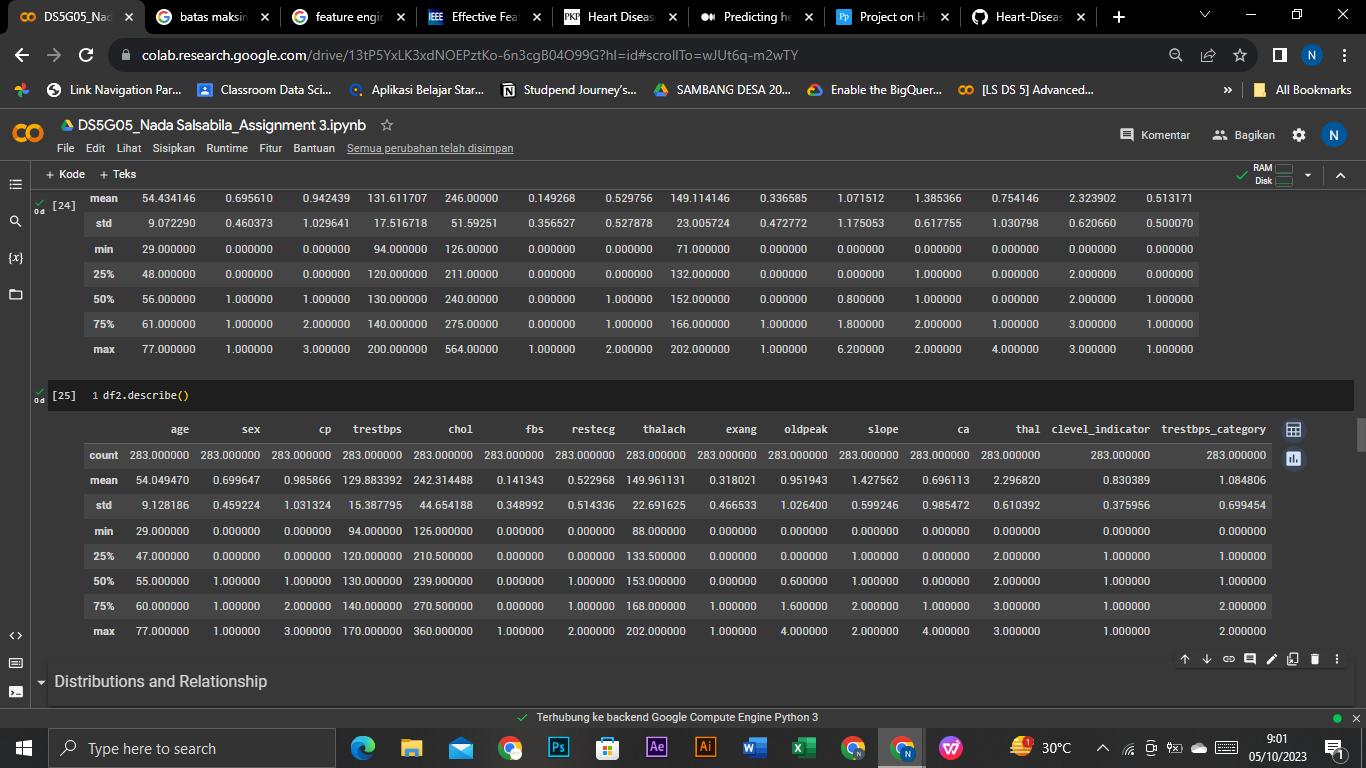 DS5G05_Na
batas maksim
feature engi
IEEE Effective Fea
PKP Heart Diseas
Predicting he
Pp Project on He
Heart-Diseas
colab.research.google.com/drive/13tP5YxLK3xdNOEPztKo-6n3cgB04O99G?hl=id#scrollTo=wJUt6q-m2wTY
N
Link Navigation Par...
Classroom Data Sci...
Aplikasi Belajar Star...
Studpend Journey's...
SAMBANG DESA 20...
Enable the BigQuer...
[LS DS 5] Advanced...
»
All Bookmarks
DS5G05_Nada Salsabila_Assignment 3.ipynb
Komentar
Bagikan
N
File Edit Lihat Sisipkan Runtime Fitur Bantuan Semua perubahan telah disimpan
+ Kode + Teks
RAM
Disk
[24]
0 d
mean 54.434146 0.695610 0.942439 131.611707 246.00000 0.149268 0.529756 149.114146 0.336585 1.071512 1.385366 0.754146 2.323902 0.513171
std 9.072290 0.460373 1.029641 17.516718 51.59251 0.356527 0.527878 23.005724 0.472772 1.175053 0.617755 1.030798 0.620660 0.500070
min 29.000000 0.000000 0.000000 94.000000 126.00000 0.000000 0.000000 71.000000 0.000000 0.000000 0.000000 0.000000 0.000000 0.000000
25% 48.000000 0.000000 0.000000 120.000000 211.00000 0.000000 0.000000 132.000000 0.000000 0.000000 1.000000 0.000000 2.000000 0.000000
50% 56.000000 1.000000 1.000000 130.000000 240.00000 0.000000 1.000000 152.000000 0.000000 0.800000 1.000000 0.000000 2.000000 1.000000
75% 61.000000 1.000000 2.000000 140.000000 275.00000 0.000000 1.000000 166.000000 1.000000 1.800000 2.000000 1.000000 3.000000 1.000000
max 77.000000 1.000000 3.000000 200.000000 564.00000 1.000000 2.000000 202.000000 1.000000 6.200000 2.000000 4.000000 3.000000 1.000000
[25] 1 df2.describe()
0 d
age sex cp trestbps chol fbs restecg thalach exang oldpeak slope ca thal clevel_indicator trestbps_category
count 283.000000 283.000000 283.000000 283.000000 283.000000 283.000000 283.000000 283.000000 283.000000 283.000000 283.000000 283.000000 283.000000 283.000000 283.000000
mean 54.049470 0.699647 0.985866 129.883392 242.314488 0.141343 0.522968 149.961131 0.318021 0.951943 1.427562 0.696113 2.296820 0.830389 1.084806
std 9.128186 0.459224 1.031324 15.387795 44.654188 0.348992 0.514336 22.691625 0.466533 1.026400 0.599246 0.985472 0.610392 0.375956 0.699454
min 29.000000 0.000000 0.000000 94.000000 126.000000 0.000000 0.000000 88.000000 0.000000 0.000000 0.000000 0.000000 0.000000 0.000000 0.000000
25% 47.000000 0.000000 0.000000 120.000000 210.500000 0.000000 0.000000 133.500000 0.000000 0.000000 1.000000 0.000000 2.000000 1.000000 1.000000
50% 55.000000 1.000000 1.000000 130.000000 239.000000 0.000000 1.000000 153.000000 0.000000 0.600000 1.000000 0.000000 2.000000 1.000000 1.000000
75% 60.000000 1.000000 2.000000 140.000000 270.500000 0.000000 1.000000 168.000000 1.000000 1.600000 2.000000 1.000000 3.000000 1.000000 2.000000
max 77.000000 1.000000 3.000000 170.000000 360.000000 1.000000 2.000000 202.000000 1.000000 4.000000 2.000000 4.000000 3.000000 1.000000 2.000000
Distributions and Relationship
Terhubung ke backend Google Compute Engine Python 3
Type here to search
Ps
Ae
Ai
1
30°C
9:01
05/10/2023
1